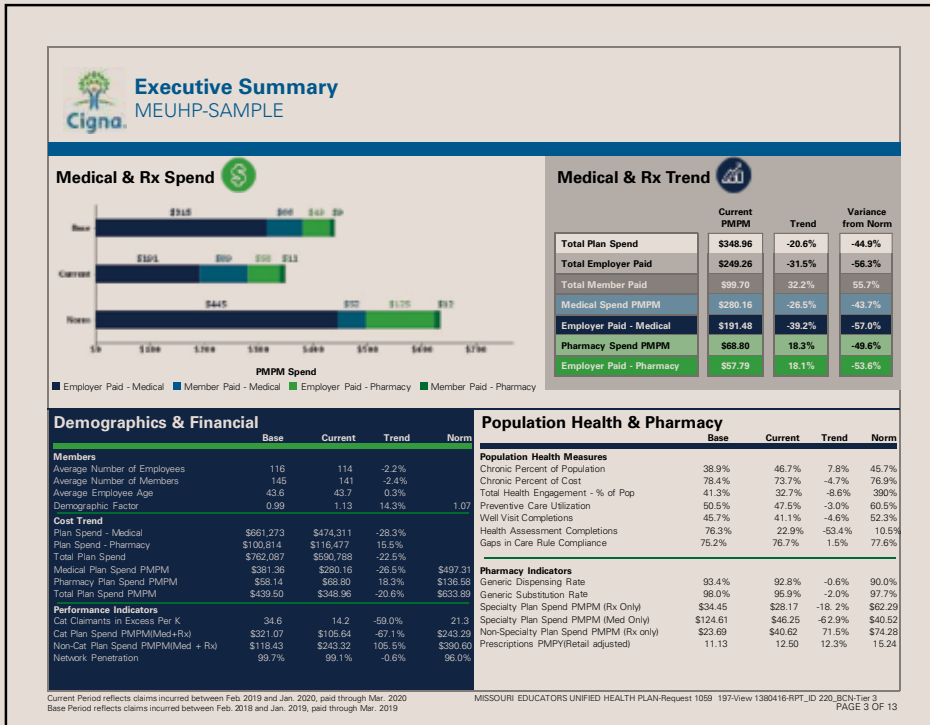 Cigna.
Executive Summary
MEUHP-SAMPLE
Medical & Rx Spend
$315 $66 $49 $9
Base
$191 $89 $58 $11
Current
$445 $52 $125 $12
Norm
$0 $100 $200 $300 $400 $500 $600 $700
PMPM Spend
Employer Paid - Medical Member Paid - Medical Employer Paid - Pharmacy Member Paid - Pharmacy
Medical & Rx Trend
Current PMPM Trend Variance from Norm
Total Plan Spend $348.96 -20.6% -44.9%
Total Employer Paid $249.26 -31.5% -56.3%
Total Member Paid $99.70 32.2% 55.7%
Medical Spend PMPM $280.16 -26.5% -43.7%
Employer Paid - Medical $191.48 -39.2% -57.0%
Pharmacy Spend PMPM $68.80 18.3% -49.6%
Employer Paid - Pharmacy $57.79 18.1% -53.6%
Demographics & Financial
Base Current Trend Norm
Members
Average Number of Employees 116 114 -2.2%
Average Number of Members 145 141 -2.4%
Average Employee Age 43.6 43.7 0.3%
Demographic Factor 0.99 1.13 14.3% 1.07
Cost Trend
Plan Spend - Medical $661,273 $474,311 -28.3%
Plan Spend - Pharmacy $100,814 $116,477 15.5%
Total Plan Spend $762,087 $590,788 -22.5%
Medical Plan Spend PMPM $381.36 $280.16 -26.5% $497.31
Pharmacy Plan Spend PMPM $58.14 $68.80 18.3% $136.58
Total Plan Spend PMPM $439.50 $348.96 -20.6% $633.89
Performance Indicators
Cat Claimants in Excess Per K 34.6 14.2 -59.0% 21.3
Cat Plan Spend PMPM(Med+Rx) $321.07 $105.64 -67.1% $243.29
Non-Cat Plan Spend PMPM(Med + Rx) $118.43 $243.32 105.5% $390.60
Network Penetration 99.7% 99.1% -0.6% 96.0%
Population Health & Pharmacy
Base Current Trend Norm
Population Health Measures
Chronic Percent of Population 38.9% 46.7% 7.8% 45.7%
Chronic Percent of Population 78.4% 73.7% -4.7% 76.9%
Total Health Engagement - % of Pop 41.3% 32.7% -8.6% 390%
Preventive Care Utilization 50.5% 47.5% -3.0% 60.5%
Well Visit Completions 45.7% 41.1% -4.6% 52.3%
Health Assessment Completions 76.3% 22.9% -53.4% 10.5%
Gaps in Care Rule Compliance 75.2% 76.7% 1.5% 77.6%
Pharmacy Indicators
Generic Dispensing Rate 93.4% 92.8% -0.6% 90.0%
Generic Substitution Rate 98.0% 95.9% -2.0% 97.7%
Specialty Plan Spend PMPM (Rx Only) $34.45 $28.17 -18. 2% $62.29
Specialty Plan Spend PMPM (Med Only) $124.61 $46.25 -62.9% $40.52
Non-Specialty Plan Spend PMPM (Rx only) $23.69 $40.62 71.5% $74.28
Prescriptions PMPY(Retail adjusted) 11.13 12.50 12.3% 15.24
Current Period reflects claims incurred between Feb. 2019 and Jan. 2020, paid through Mar. 2020
Base Period reflects claims incurred between Feb. 2018 and Jan. 2019, paid through Mar. 2019
MISSOURI EDUCATORS UNIFIED HEALTH PLAN-Request 1059 197-View 1380416-RPT_ID 220_BCN-Tier 3
PAGE 3 OF 13